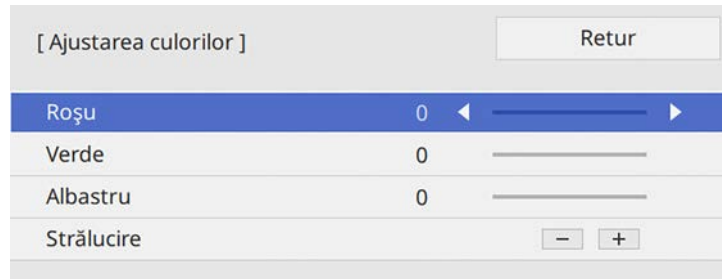 [ Ajustarea culorilor ] Retur
Roşu 0
Verde 0
Albastru 0
Strălucire − +